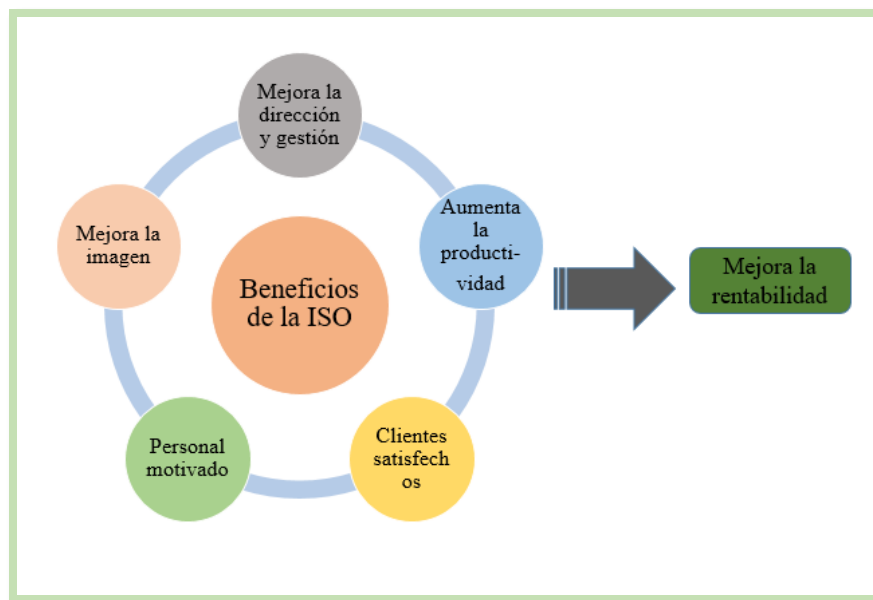 Mejora la
dirección
y gestión
Aumenta
la
producti-
vidad
Clientes
satisfech
os
Personal
motivado
Mejora la
imagen
Beneficios
de la ISO
Mejora la
rentabilidad